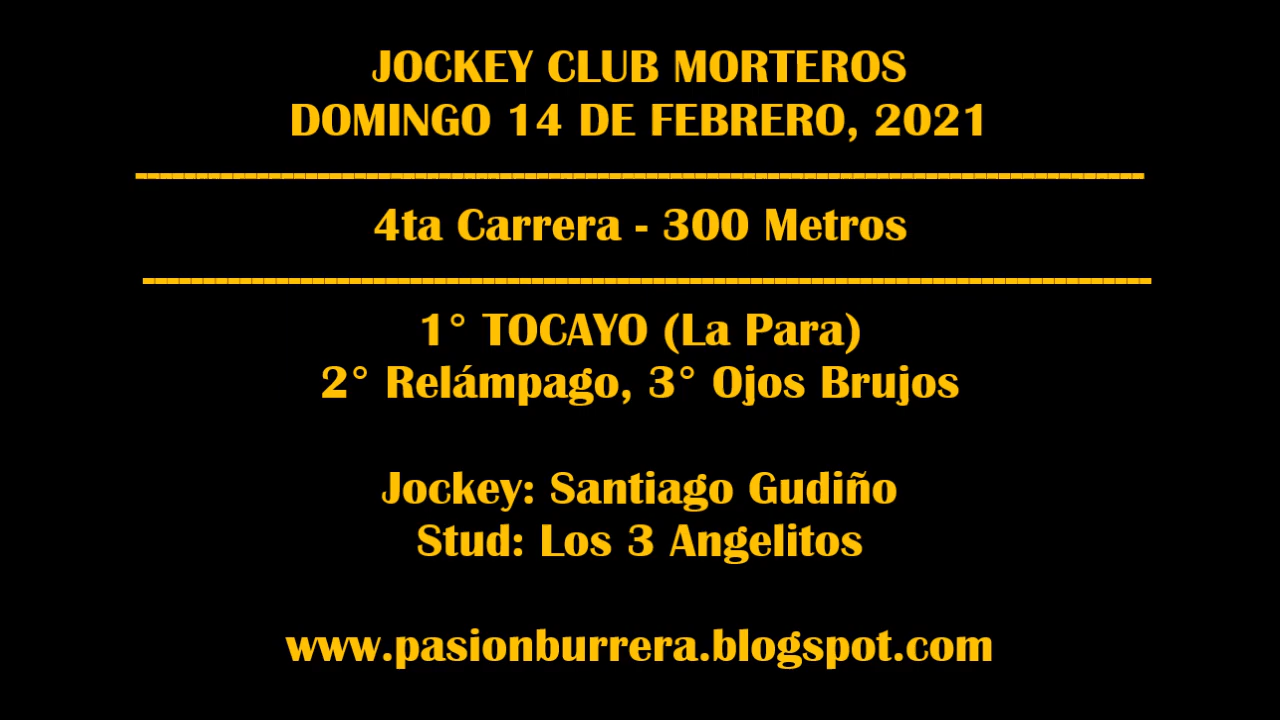 JOCKEY CLUB MORTEROS
DOMINGO 14 DE FEBRERO, 2021
4ta Carrera - 300 Metros
1° TOCAYO (La Para)
2° Relámpago, 3° Ojos Brujos
Jockey: Santiago Gudiño
Stud: Los 3 Angelitos
www.pasionburrera.blogspot.com